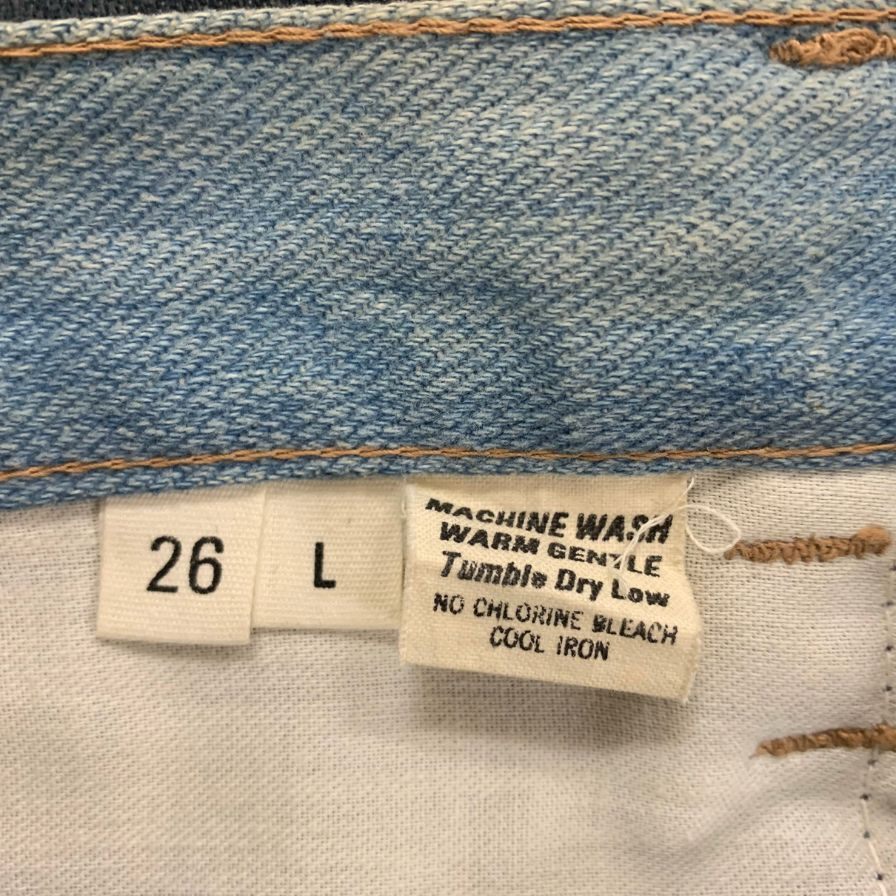 26
L
MACHINE WASH
WARM GENTLE
Tumble Dry Low
NO CHLORINE BLEACH
COOL IRON